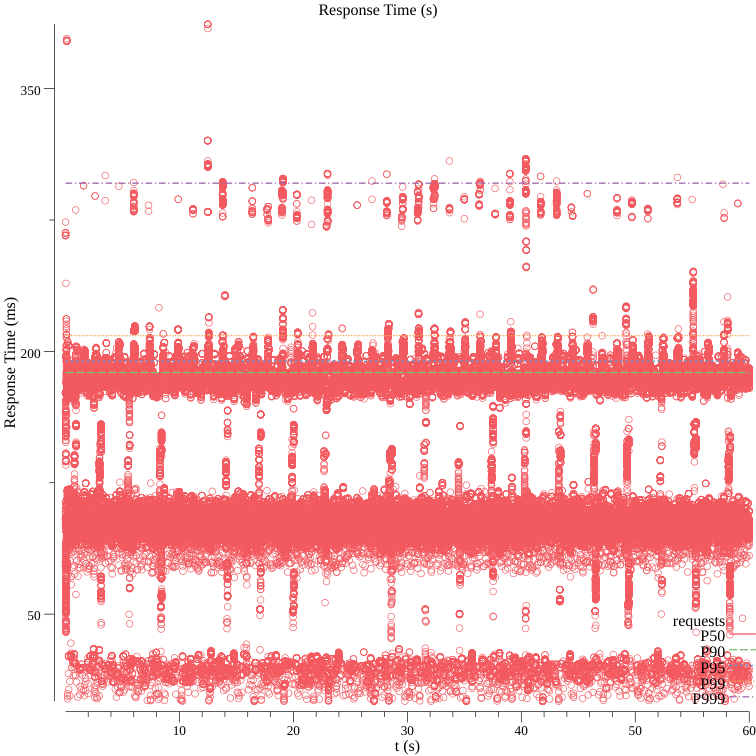 Response Time (s)
350
200
50
Response Time (ms)
requests
P50
P90
P95
P99
P999
10
20
30
40
50
60
t (s)